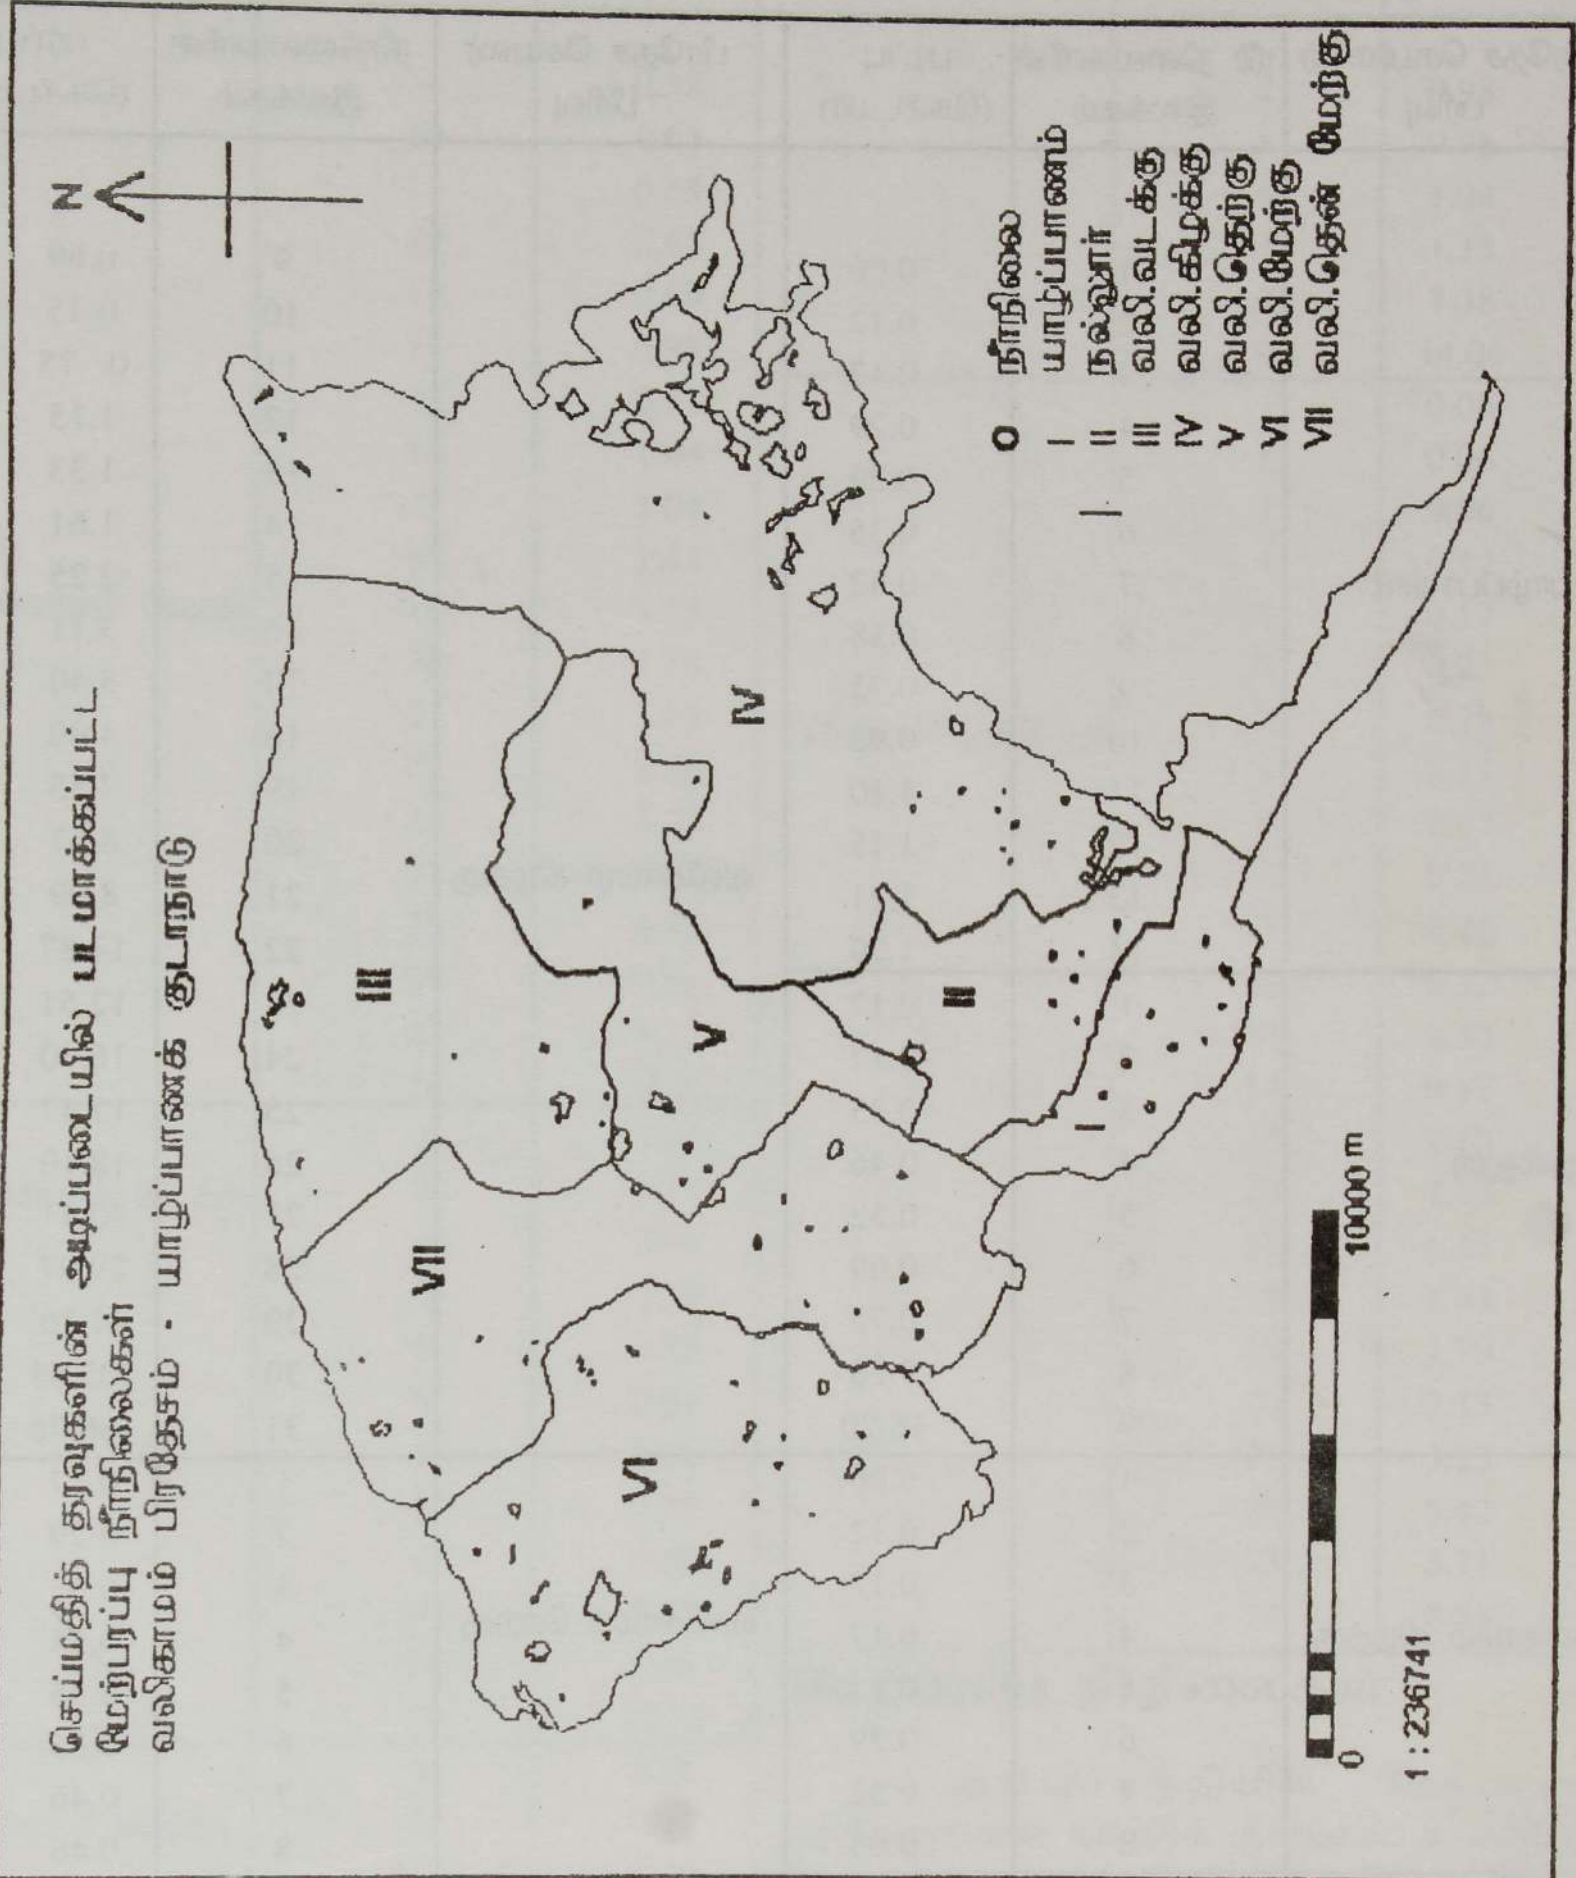 செய்மதித் தரவுகளின் அடிப்படையில் படமாக்கப்பட்ட
மேற்பரப்பு நீர்நிலைகள்
வலிகாமம் பிரதேசம் - யாழ்ப்பாணக் குடாநாடு
N
III
VII
IV
V
VI
II
I
O நீர்நிலை
I யாழ்ப்பாணம்
II நல்லூர்
III வலி.வடக்கு
IV வலி.கிழக்கு
V வலி.தெற்கு
VI வலி.மேற்கு
VII வலி.தென் மேற்கு
0 10000 m
1 : 236741